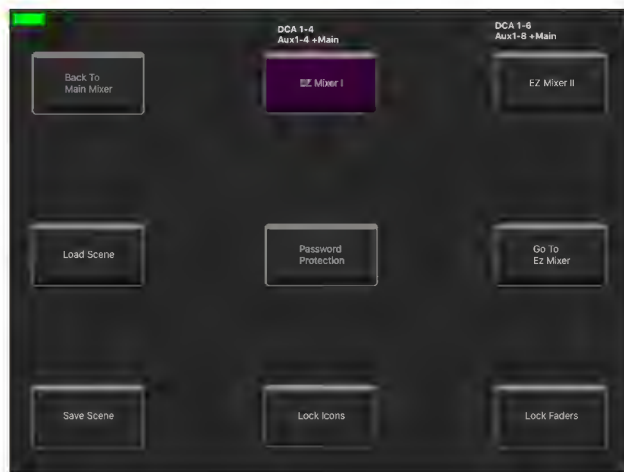 DCA 1-4
Aux1-4 +Main
DCA 1-6
Aux1-8 +Main
Back To
Main Mixer
EZ Mixer I
EZ Mixer II
Load Scene
Password
Protection
Go To
Ez Mixer
Save Scene
Lock Icons
Lock Faders